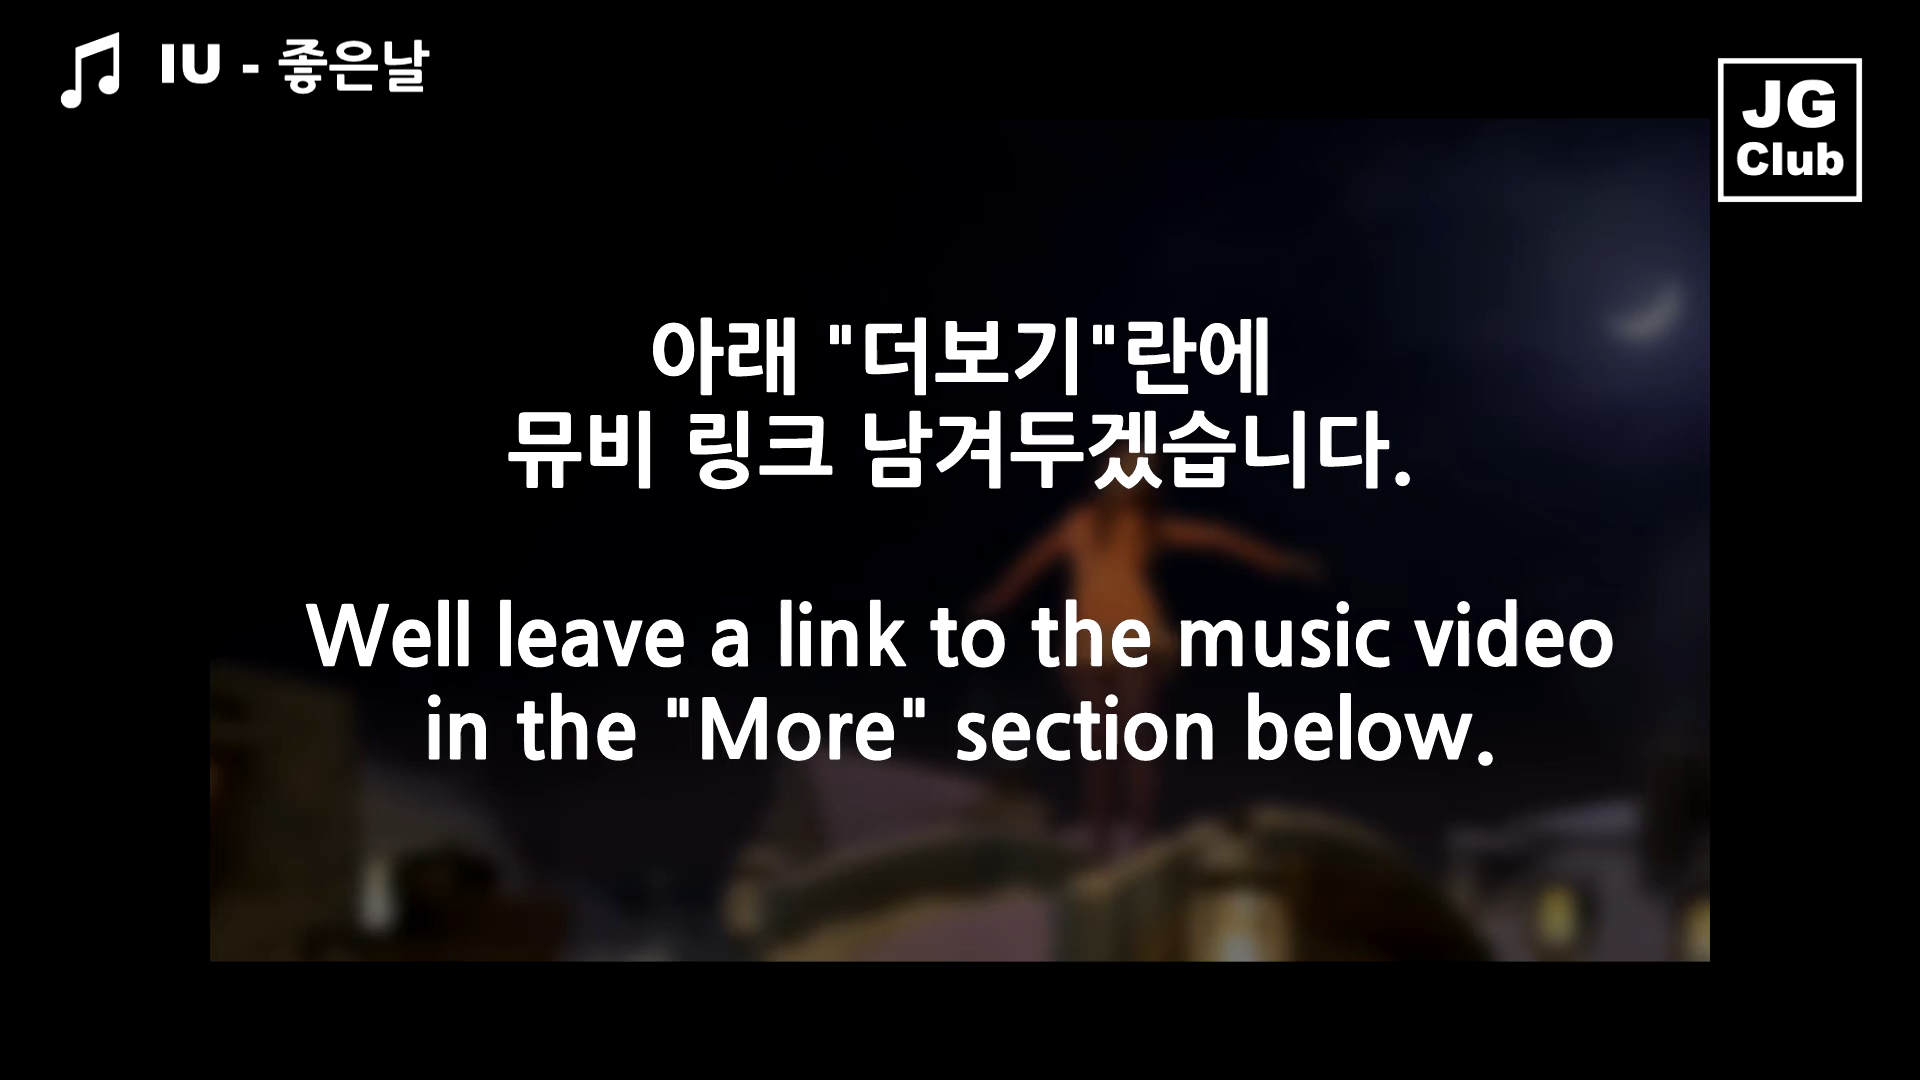 IU - 좋은날
JG
Club
아래 "더보기"란에
뮤비 링크 남겨두겠습니다.
Well leave a link to the music video
in the "More" section below.